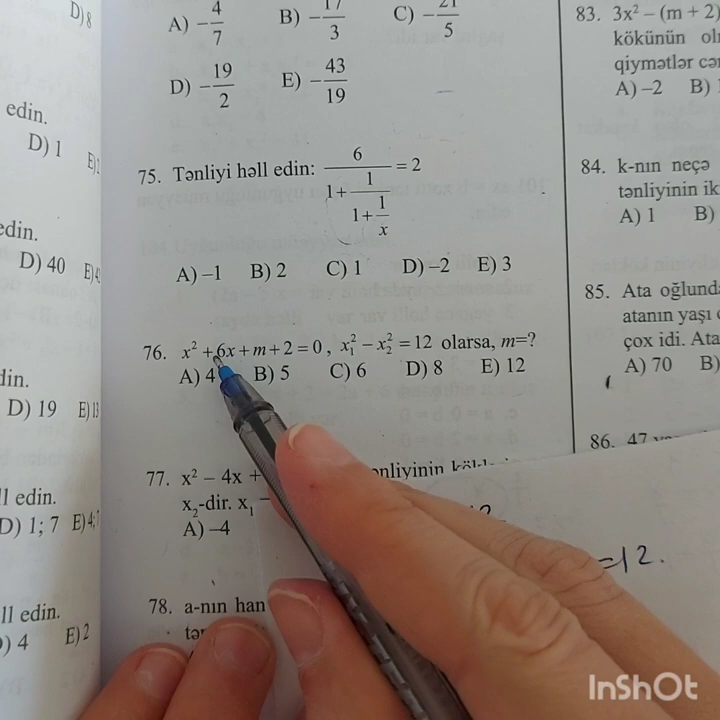 D) 8
edin.
D) 1
edin.
D) 40
D) 19 E) 13
ll edin.
D) 1; 7
ll edin.
D) 4 E) 2
A) −4/7 B) −17/3 C) −21/5
D) −19/2 E) −43/19
75. Tənliyi həll edin: 6/(1+1/(1+1/x)) = 2
A) −1 B) 2 C) 1 D) −2 E) 3
76. x² + 6x + m + 2 = 0, x₁² − x₂² = 12 olarsa, m=?
A) 4 B) 5 C) 6 D) 8 E) 12
77. x² − 4x +
x₂-dir. x₁
A) −4
78. a-nın han
83. 3x² − (m + 2)
kökünün
qiymətlər
A) −2 B)
84. k-nın neçə
tənliyinin ik
A) 1 B)
85. Ata oğlund
atanın yaşı
çox idi. Ata
A) 70 B)
86. 47
=12.
InShOt